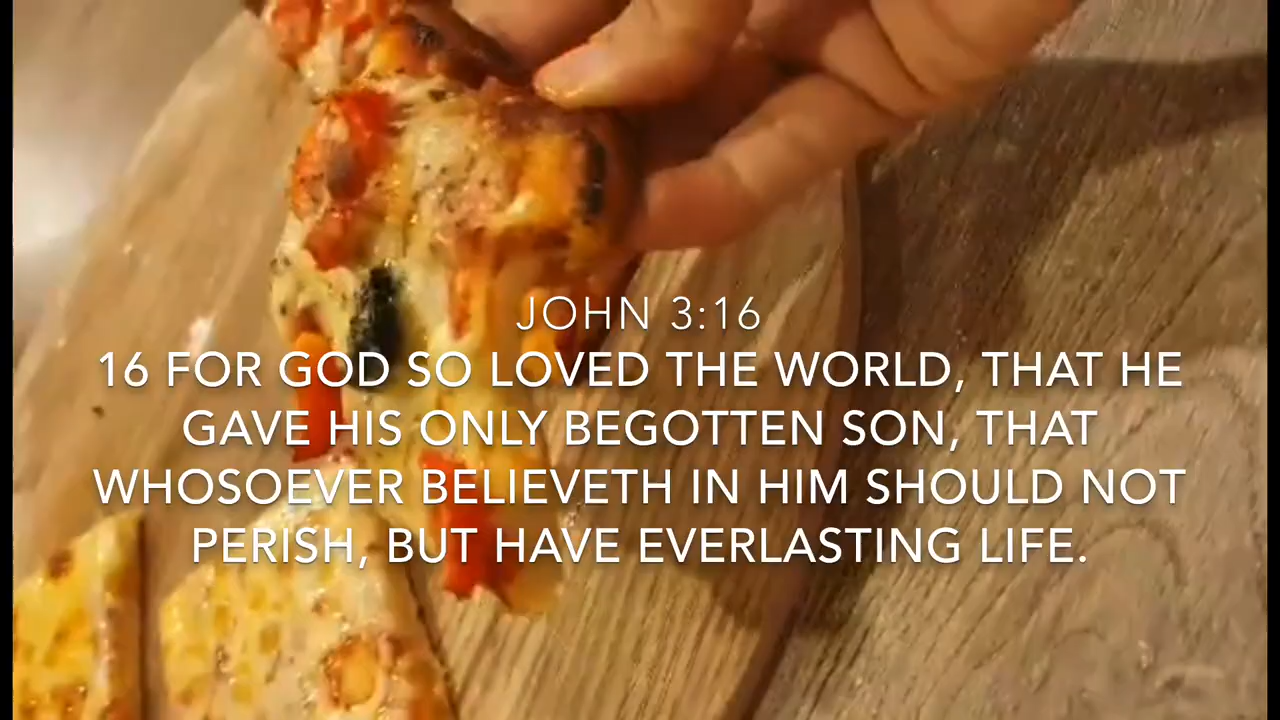 JOHN 3:16
16 FOR GOD SO LOVED THE WORLD, THAT HE
GAVE HIS ONLY BEGOTTEN SON, THAT
WHOSOEVER BELIEVETH IN HIM SHOULD NOT
PERISH, BUT HAVE EVERLASTING LIFE.